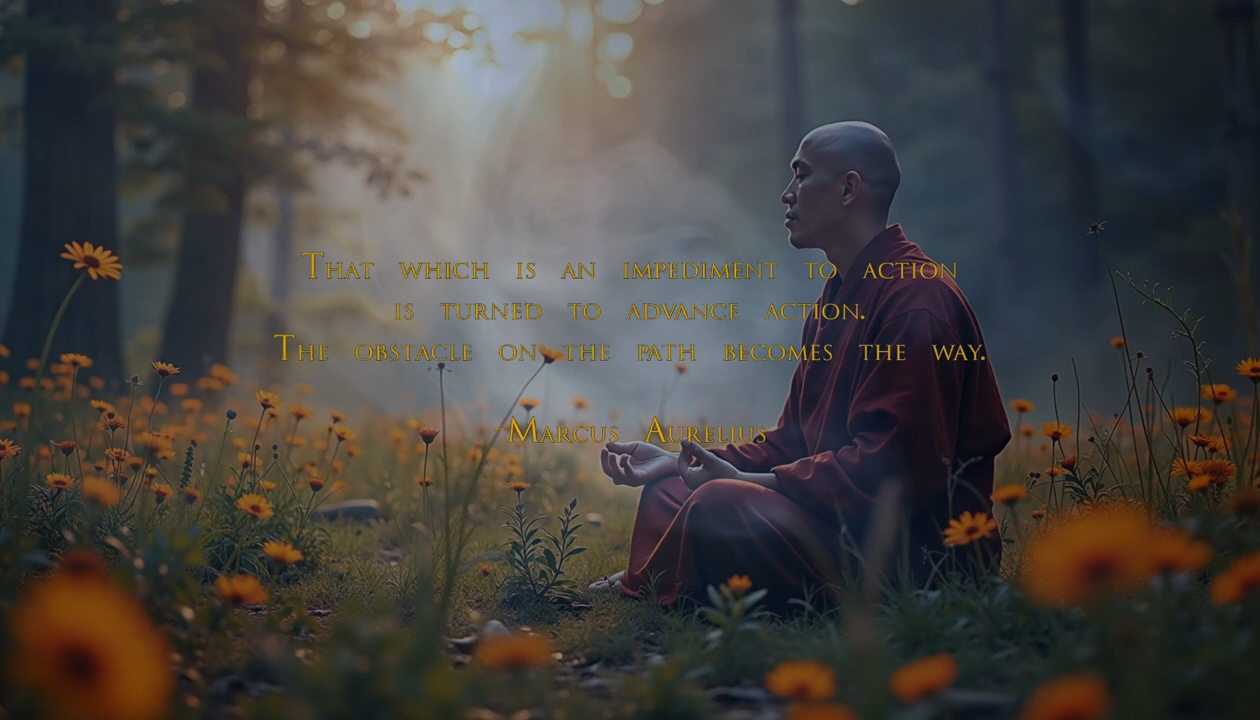 That which is an impediment to action
is turned to advance action.
The obstacle on the path becomes the way.
-Marcus Aurelius